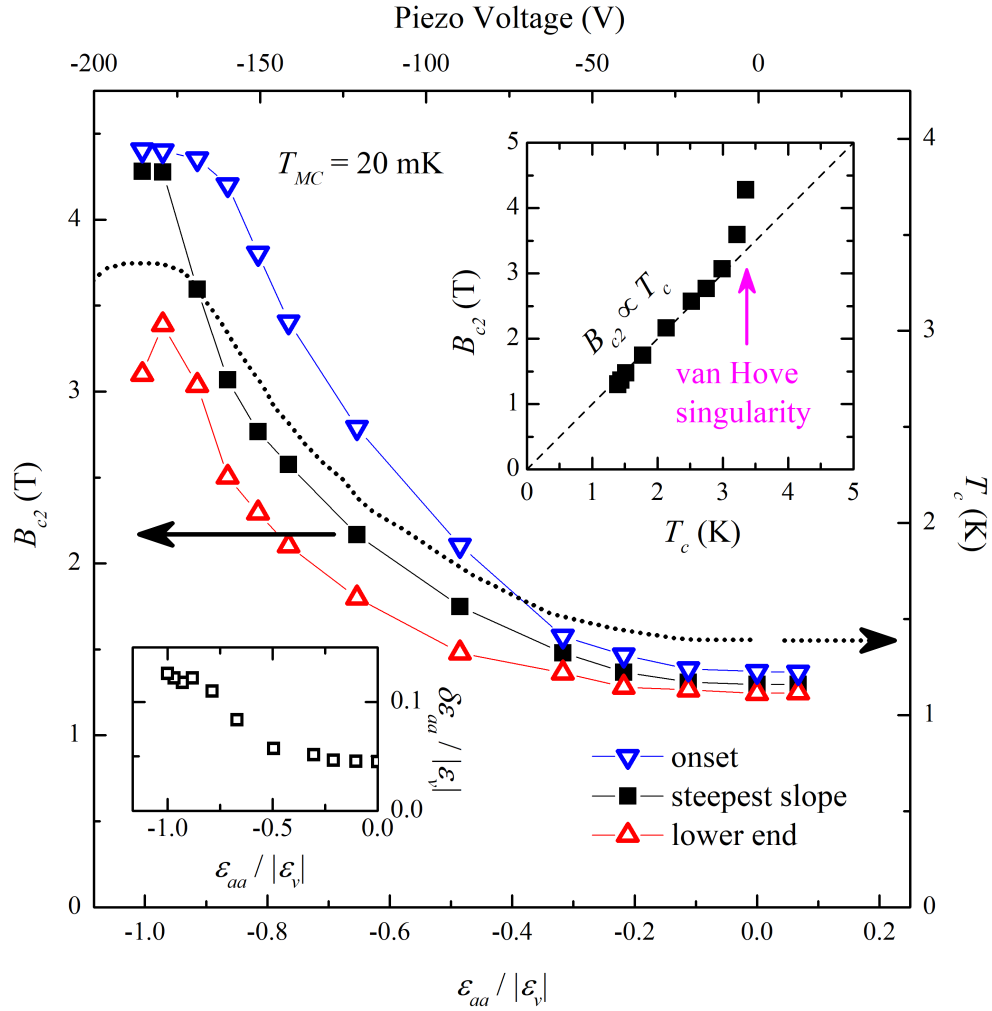 Piezo Voltage (V)
-200 -150 -100 -50 0
T_MC = 20 mK
B_c2 (T)
4
3
2
1
0
T_c (K)
4
3
2
1
0
B_c2 (T)
5
4
3
2
1
0
B_c2 ∝ T_c
van Hove
singularity
0 1 2 3 4 5
T_c (K)
0.1
0.0
δε_aa / |ε_v|
-1.0 -0.5 0.0
ε_aa / |ε_v|
onset
steepest slope
lower end
-1.0 -0.8 -0.6 -0.4 -0.2 0.0 0.2
ε_aa / |ε_v|